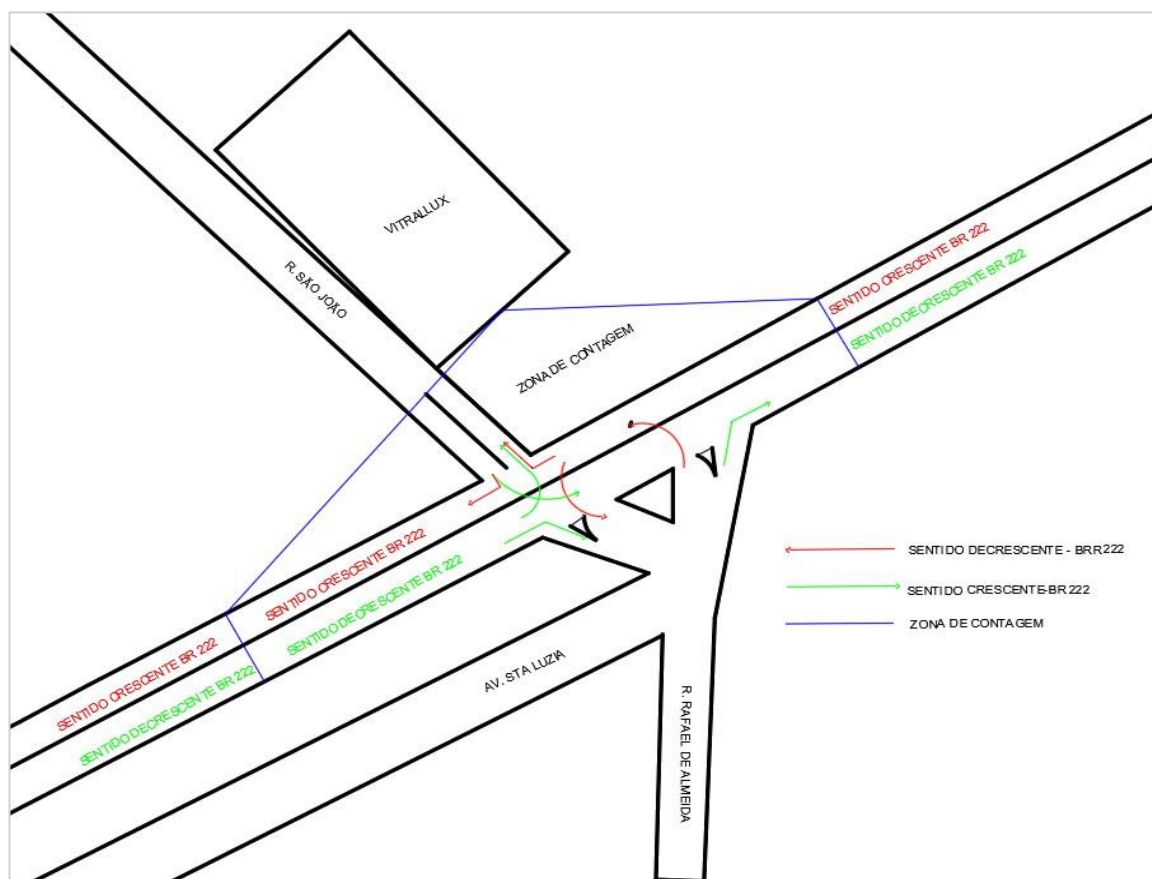 VITRALLUX
R. SÃO JOÃO
SENTIDO CRESCENTE BR 222
SENTIDO DECRESCENTE BR 222
ZONA DE CONTAGEM
SENTIDO CRESCENTE BR 222
SENTIDO DECRESCENTE BR 222
SENTIDO CRESCENTE BR 222
SENTIDO DECRESCENTE BR 222
AV. STA LUZIA
R. RAFAEL DE ALMEIDA
SENTIDO DECRESCENTE - BRR 222
SENTIDO CRESCENTE-BR 222
ZONA DE CONTAGEM